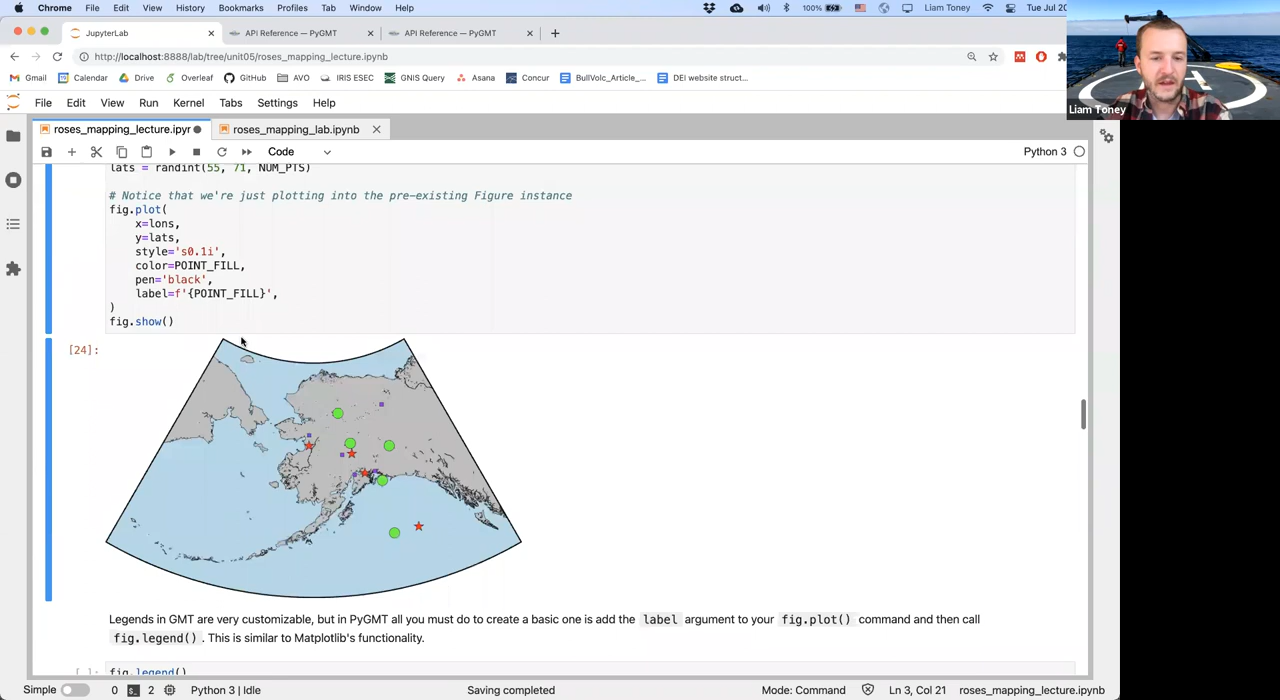 Chrome File Edit View History Bookmarks Profiles Tab Window Help 100% Liam Toney Tue Jul 20
JupyterLab API Reference — PyGMT API Reference — PyGMT
http://localhost:8888/lab/tree/unit05/roses_mapping_lecture.ipynb
Gmail Calendar Drive Overleaf GitHub AVO IRIS ESEC GNIS Query Asana Concur BullVolc_Article_... DEI website struct...
Liam Toney
File Edit View Run Kernel Tabs Settings Help
roses_mapping_lecture.ipyr roses_mapping_lab.ipynb
Code Python 3
lats = randint(55, 71, NUM_PTS)
# Notice that we're just plotting into the pre-existing Figure instance
fig.plot(
x=lons,
y=lats,
style='s0.1i',
color=POINT_FILL,
pen='black',
label=f'{POINT_FILL}',
)
fig.show()
[24]:
Legends in GMT are very customizable, but in PyGMT all you must do to create a basic one is add the label argument to your fig.plot() command and then call
fig.legend() . This is similar to Matplotlib's functionality.
[ ]: fig.legend()
Simple 0 2 Python 3 | Idle Saving completed Mode: Command Ln 3, Col 21 roses_mapping_lecture.ipynb